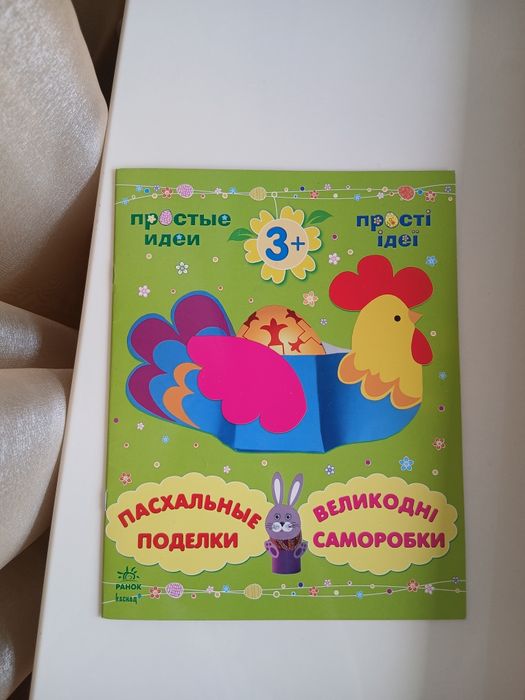 простые
идеи
3+
прості
ідеї
ПАСХАЛЬНЫЕ
ПОДЕЛКИ
ВЕЛИКОДНІ
САМОРОБКИ
РАНОК